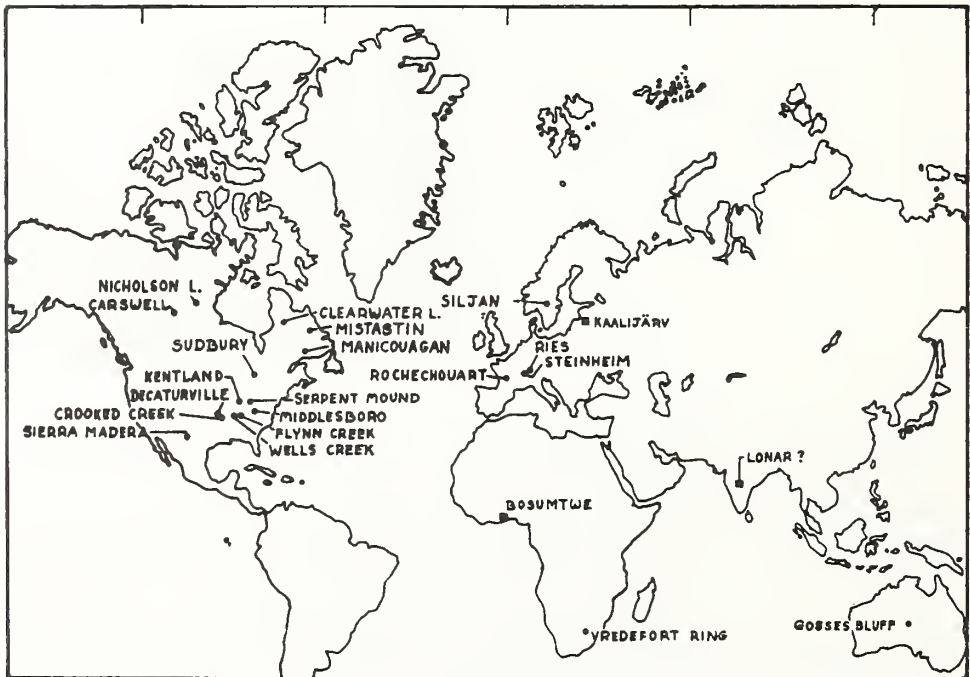 NICHOLSON L.
CARSWELL
SUDBURY
CLEARWATER L.
MISTASTIN
MANICOUAGAN
KENTLAND
DECATURVILLE
CROOKED CREEK
SIERRA MADERA
SERPENT MOUND
MIDDLESBORO
FLYNN CREEK
WELLS CREEK
SILJAN
KAALIJÄRV
RIES
STEINHEIM
ROCHECHOUART
LONAR ?
BOSUMTWE
VREDEFORT RING
GOSSES BLUFF